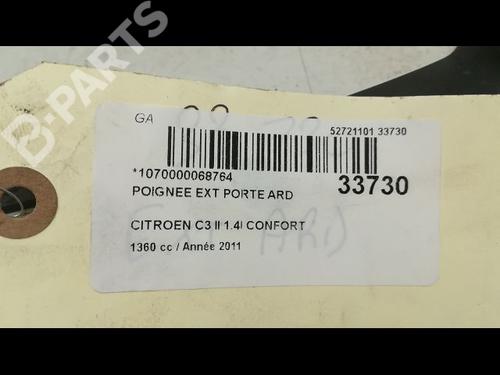 B-PARTS
GA
52721101 33730
*1070000068764
33730
POIGNEE EXT PORTE ARD
CITROEN C3 II 1.4I CONFORT
1360 cc / Année 2011
ARD